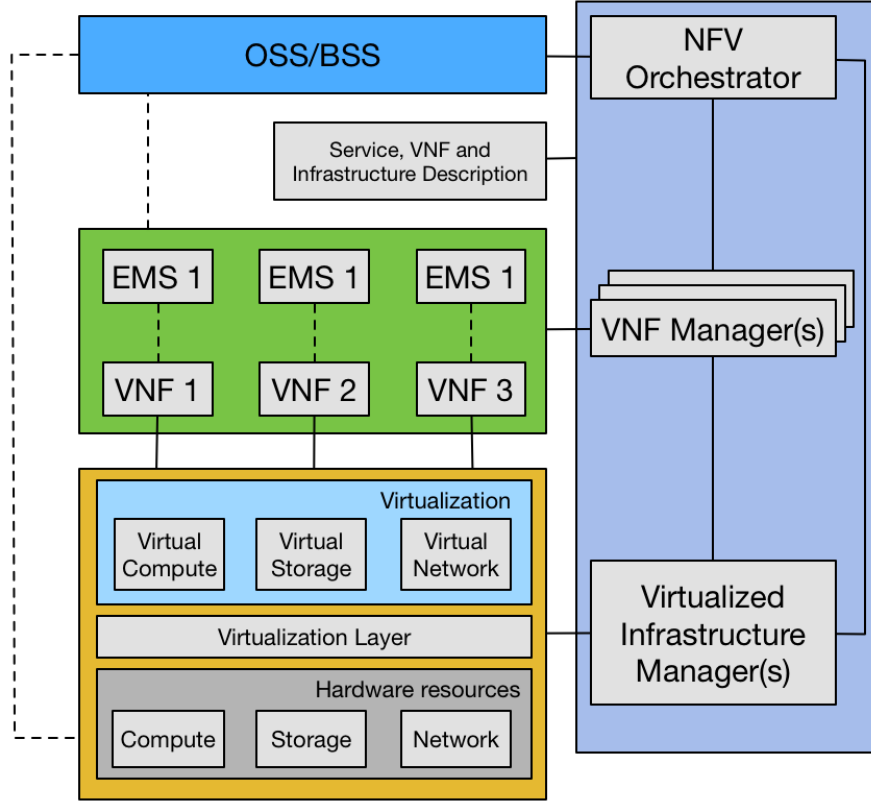 OSS/BSS
NFV
Orchestrator
Service, VNF and
Infrastructure Description
EMS 1
EMS 1
EMS 1
VNF Manager(s)
VNF 1
VNF 2
VNF 3
Virtualization
Virtual
Compute
Virtual
Storage
Virtual
Network
Virtualized
Infrastructure
Manager(s)
Virtualization Layer
Hardware resources
Compute
Storage
Network